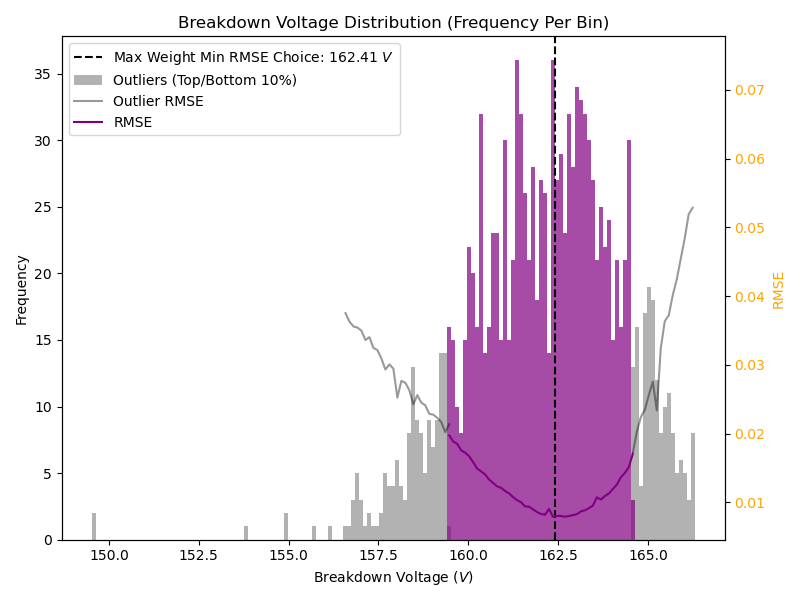 Breakdown Voltage Distribution (Frequency Per Bin)
Max Weight Min RMSE Choice: 162.41 V
Outliers (Top/Bottom 10%)
Outlier RMSE
RMSE
Frequency
35
30
25
20
15
10
5
0
150.0 152.5 155.0 157.5 160.0 162.5 165.0
Breakdown Voltage (V)
0.07
0.06
0.05
0.04
0.03
0.02
0.01
RMSE